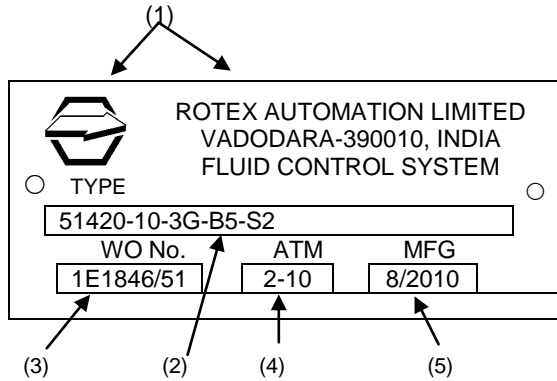 (1)
ROTEX AUTOMATION LIMITED
VADODARA-390010, INDIA
FLUID CONTROL SYSTEM
TYPE
51420-10-3G-B5-S2
WO No. ATM MFG
1E1846/51 2-10 8/2010
(3) (2) (4) (5)